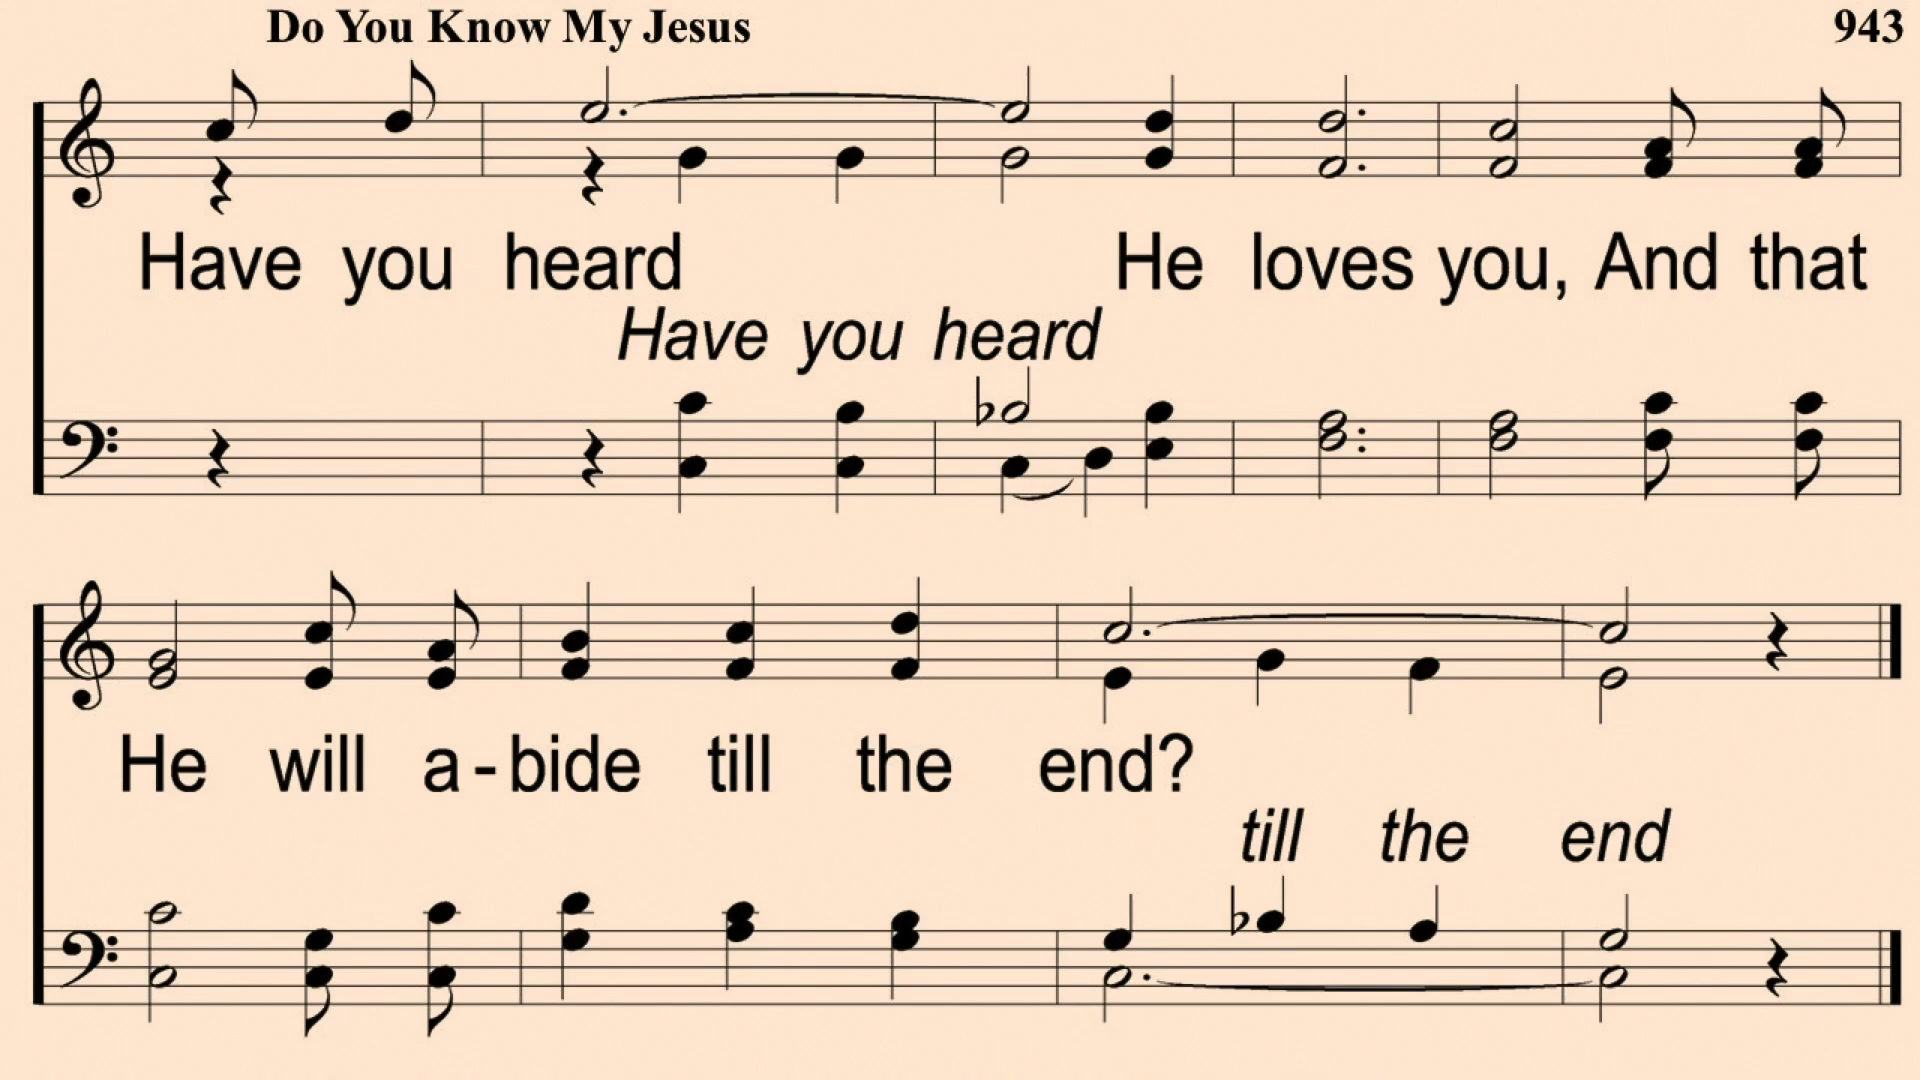 Do You Know My Jesus 943
Have you heard He loves you, And that
Have you heard
He will a-bide till the end?
till the end